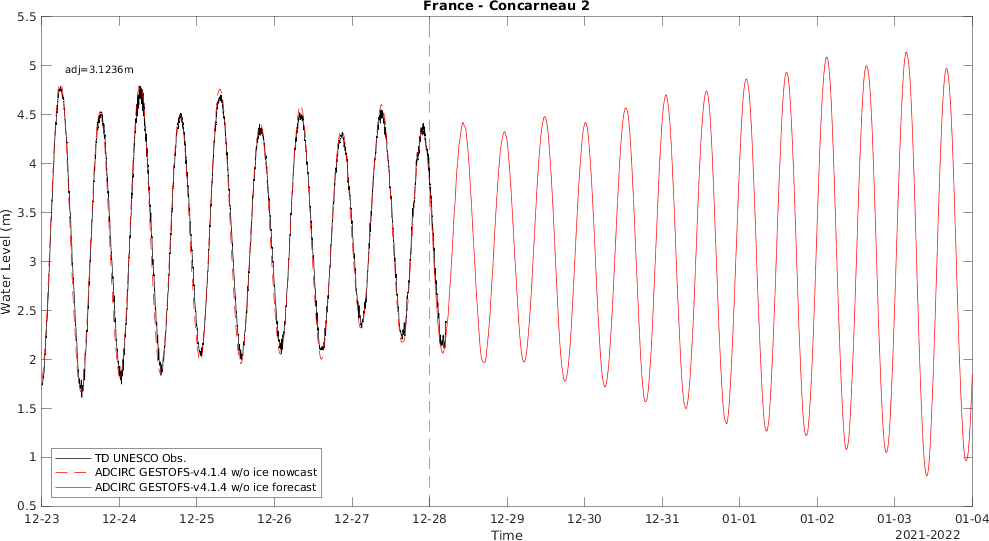 France - Concarneau 2
adj=3.1236m
Water Level (m)
5.5
5
4.5
4
3.5
3
2.5
2
1.5
1
0.5
TD UNESCO Obs.
ADCIRC GESTOFS-v4.1.4 w/o ice nowcast
ADCIRC GESTOFS-v4.1.4 w/o ice forecast
12-23 12-24 12-25 12-26 12-27 12-28 12-29 12-30 12-31 01-01 01-02 01-03 01-04
Time
2021-2022